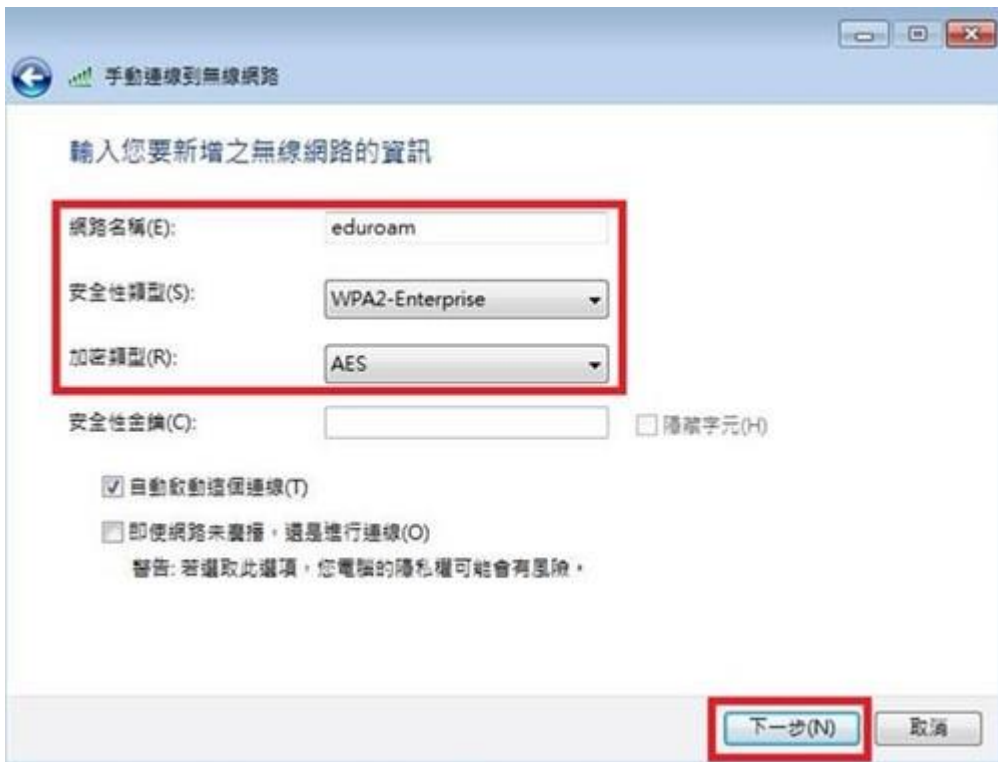 手動連線到無線網路
輸入您要新增之無線網路的資訊
網路名稱(E): eduroam
安全性類型(S): WPA2-Enterprise
加密類型(R): AES
安全性金鑰(C): 隱藏字元(H)
自動啟動這個連線(T)
即使網路未廣播，還是進行連線(O)
警告: 若選取此選項，您電腦的隱私權可能會有風險。
下一步(N) 取消